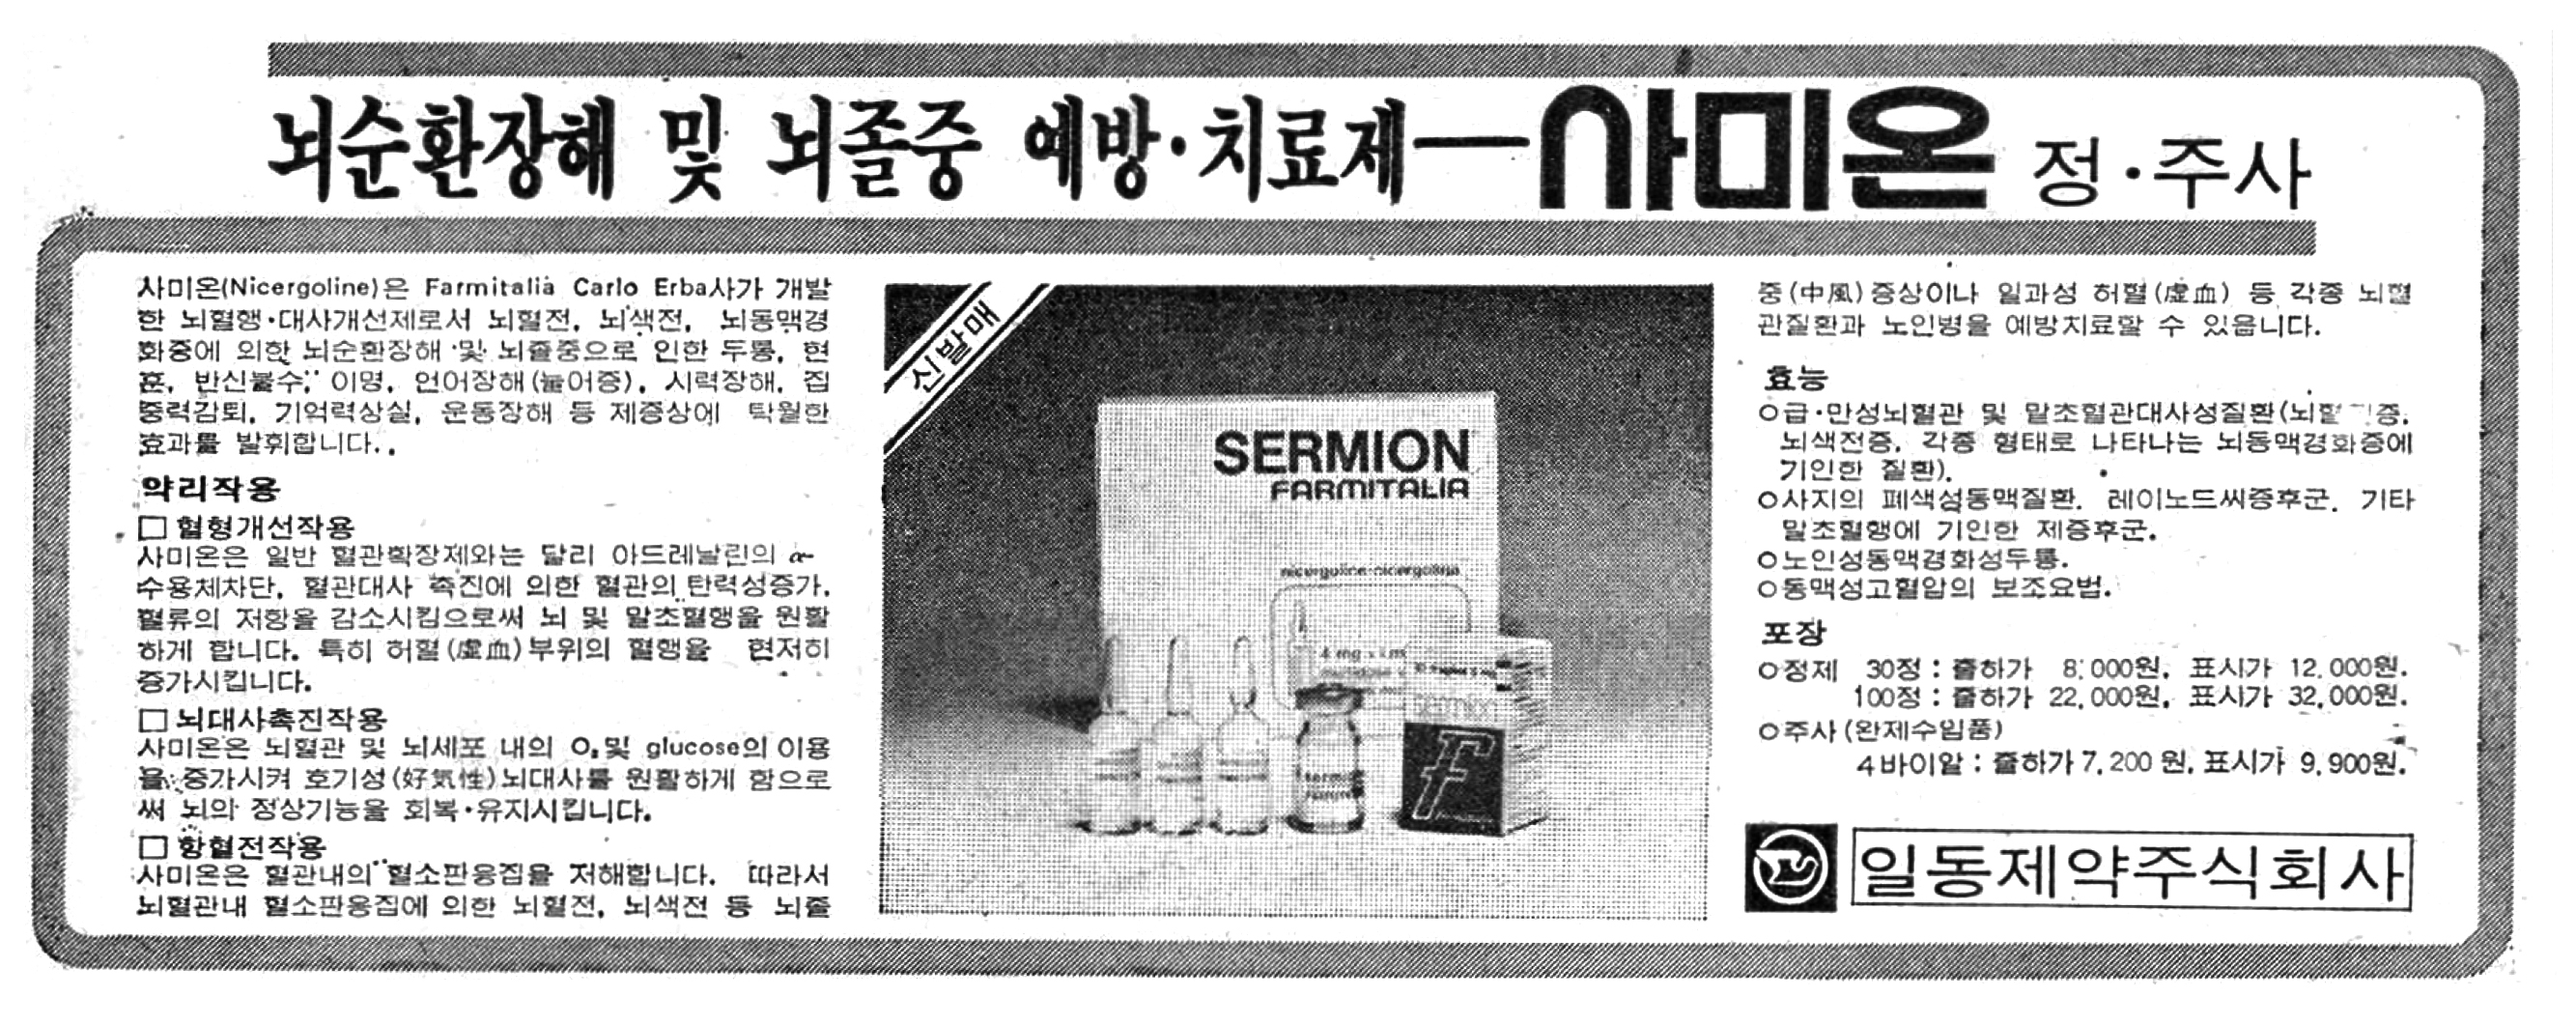 뇌순환장해 및 뇌졸중 예방·치료제—사미온 정·주사
사미온(Nicergoline)은 Farmitalia Carlo Erba사가 개발
한 뇌혈행·대사개선제로서 뇌혈전, 뇌색전, 뇌동맥경
화증에 의한 뇌순환장해 및 뇌졸중으로 인한 두통, 현
훈, 반신불수, 이명, 언어장해(눌어증), 시력장해, 집
중력감퇴, 기억력상실, 운동장해 등 제증상에 탁월한
효과를 발휘합니다.
약리작용
□ 혈행개선작용
사미온은 일반 혈관확장제와는 달리 아드레날린의 α-
수용체차단, 혈관대사 촉진에 의한 혈관의 탄력성증가,
혈류의 저항을 감소시킴으로써 뇌 및 말초혈행을 원활
하게 합니다. 특히 허혈(虛血)부위의 혈행을 현저히
증가시킵니다.
□ 뇌대사촉진작용
사미온은 뇌혈관 및 뇌세포 내의 O₂및 glucose의 이용
을 증가시켜 호기성(好気性)뇌대사를 원활하게 함으로
써 뇌의 정상기능을 회복·유지시킵니다.
□ 항혈전작용
사미온은 혈관내의 혈소판응집을 저해합니다. 따라서
뇌혈관내 혈소판응집에 의한 뇌혈전, 뇌색전 등 뇌졸
신발매
SERMION
FARMITALIA
nicergoline-nicergolina
4 mg
sermion
F
sermion
중(中風)증상이나 일과성 허혈(虛血) 등 각종 뇌혈
관질환과 노인병을 예방치료할 수 있읍니다.
효능
○급·만성뇌혈관 및 말초혈관대사성질환(뇌혈 증,
뇌색전증, 각종 형태로 나타나는 뇌동맥경화증에
기인한 질환).
○사지의 폐색성동맥질환, 레이노드씨증후군, 기타
말초혈행에 기인한 제증후군.
○노인성동맥경화성두통.
○동맥성고혈압의 보조요법.
포장
○정제 30정 : 출하가 8,000원, 표시가 12,000원.
100정 : 출하가 22,000원, 표시가 32,000원.
○주사(완제수입품)
4바이알 : 출하가 7,200원, 표시가 9,900원.
일동제약주식회사